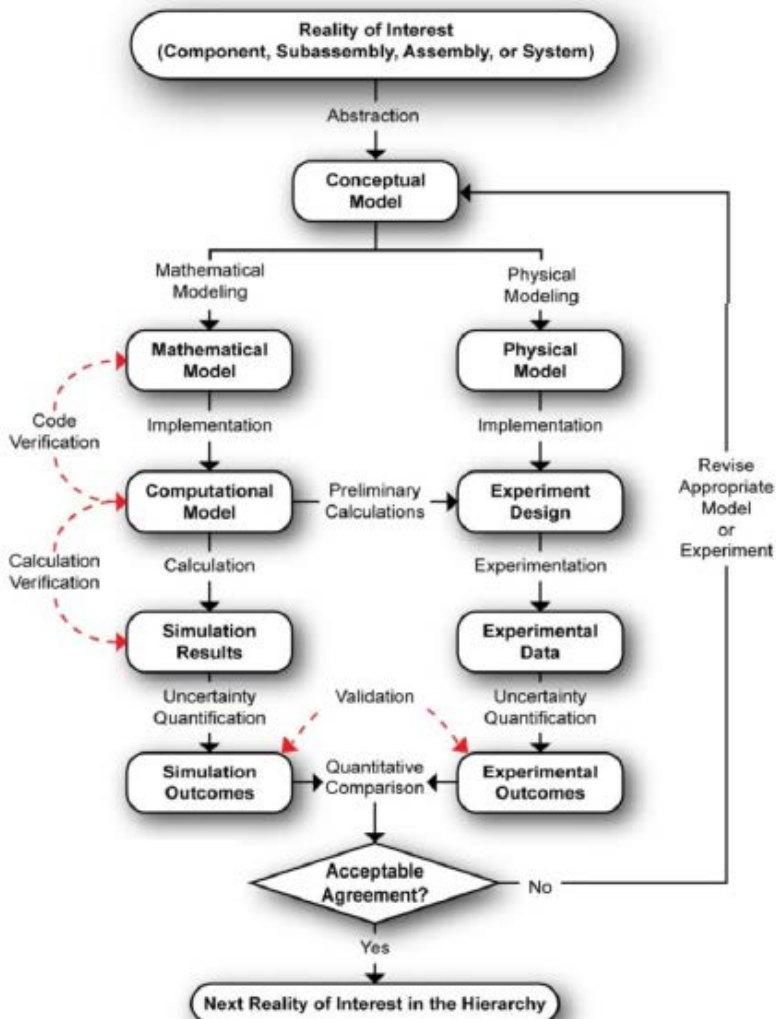 Reality of Interest
(Component, Subassembly, Assembly, or System)
Abstraction
Conceptual
Model
Mathematical
Modeling
Physical
Modeling
Mathematical
Model
Physical
Model
Code
Verification
Implementation
Implementation
Computational
Model
Preliminary
Calculations
Experiment
Design
Revise
Appropriate
Model
or
Experiment
Calculation
Verification
Calculation
Experimentation
Simulation
Results
Experimental
Data
Uncertainty
Quantification
Validation
Uncertainty
Quantification
Simulation
Outcomes
Quantitative
Comparison
Experimental
Outcomes
Acceptable
Agreement?
No
Yes
Next Reality of Interest in the Hierarchy